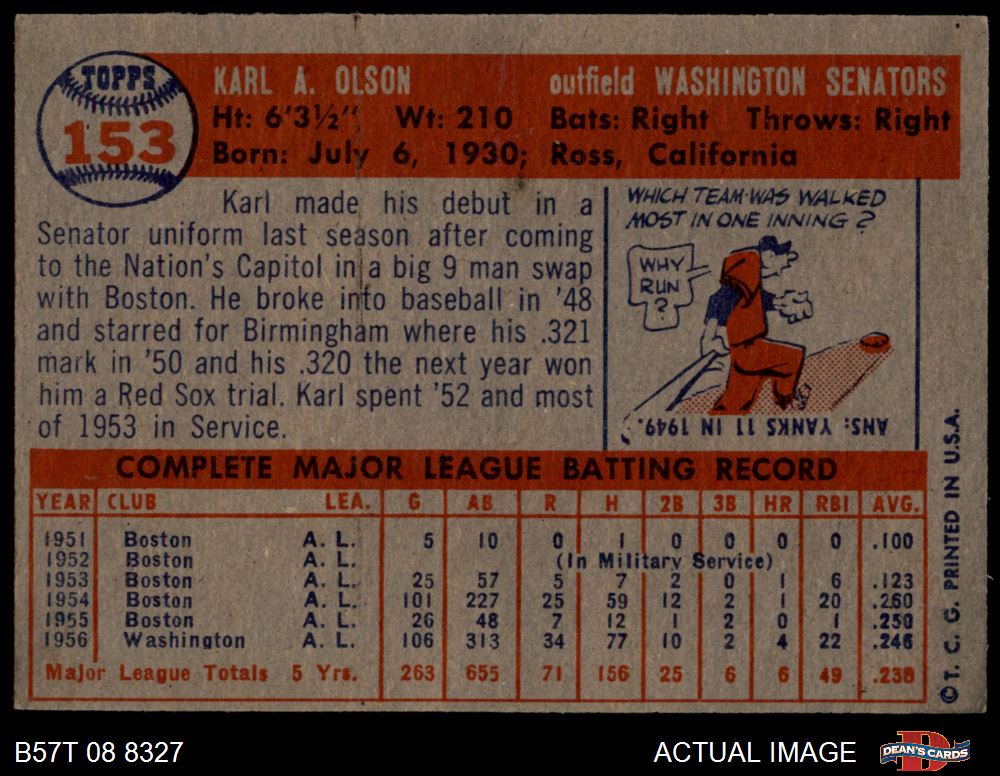 TOPPS
153
KARL A. OLSON outfield WASHINGTON SENATORS
Ht: 6'3½" Wt: 210 Bats: Right Throws: Right
Born: July 6, 1930; Ross, California
Karl made his debut in a
Senator uniform last season after coming
to the Nation's Capitol in a big 9 man swap
with Boston. He broke into baseball in '48
and starred for Birmingham where his .321
mark in '50 and his .320 the next year won
him a Red Sox trial. Karl spent '52 and most
of 1953 in Service.
WHICH TEAM WAS WALKED
MOST IN ONE INNING?
WHY
RUN
?
ANS: YANKS 11 IN 1949.
COMPLETE MAJOR LEAGUE BATTING RECORD
YEAR CLUB LEA. G AB R H 2B 3B HR RBI AVG.
1951 Boston A. L. 5 10 0 1 0 0 0 0 .100
1952 Boston A. L. (In Military Service)
1953 Boston A. L. 25 57 5 7 2 0 1 6 .123
1954 Boston A. L. 101 227 25 59 12 2 1 20 .260
1955 Boston A. L. 26 48 7 12 1 2 0 1 .250
1956 Washington A. L. 106 313 34 77 10 2 4 22 .246
Major League Totals 5 Yrs. 263 655 71 156 25 6 6 49 .238
© T. C. G. PRINTED IN U.S.A.
B57T 08 8327
ACTUAL IMAGE
DEAN'S CARDS